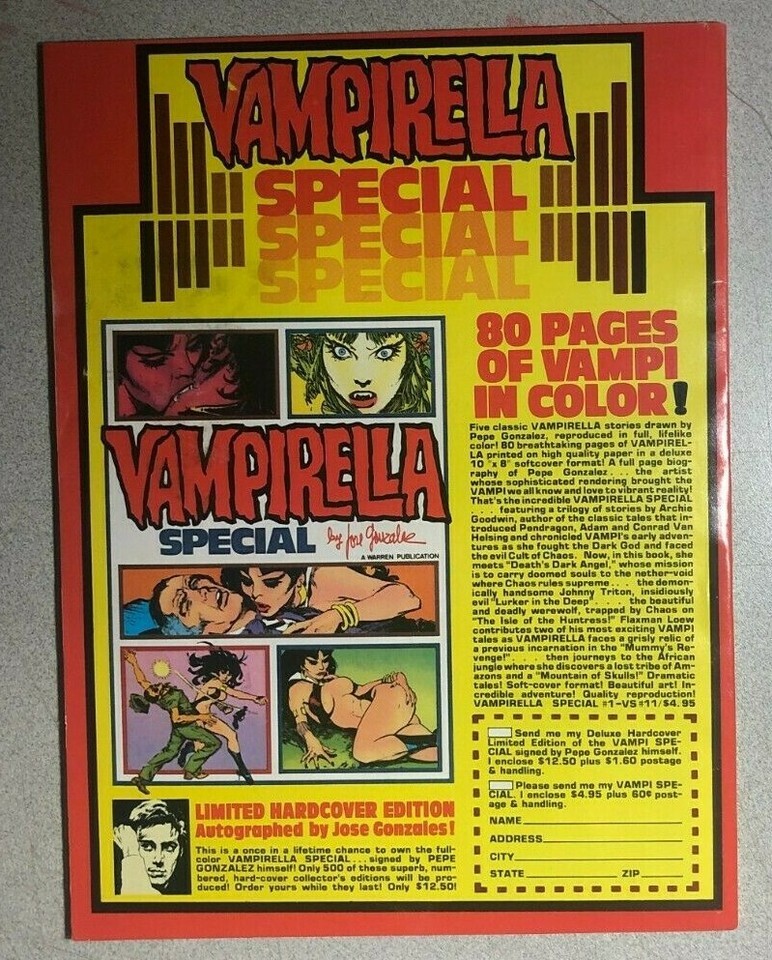 VAMPIRELLA
SPECIAL
SPECIAL
SPECIAL
VAMPIRELLA
SPECIAL by José González
A WARREN PUBLICATION
80 PAGES
OF VAMPI
IN COLOR!
Five classic VAMPIRELLA stories drawn by
Pepe Gonzalez, reproduced in full, lifelike
color! 80 breathtaking pages of VAMPIREL-
LA printed on high quality paper in a deluxe
10 "x 8" softcover format! A full page biog-
raphy of Pepe Gonzalez... the artist
whose sophisticated rendering brought the
VAMPI we all know and love to vibrant reality!
That's the incredible VAMPIRELLA SPECIAL
. . . featuring a trilogy of stories by Archie
Goodwin, author of the classic tales that in-
troduced Pendragon, Adam and Conrad Van
Helsing and chronicled VAMPI's early advent-
ures as she fought the Dark God and faced
the evil Cult of Chaos. Now, in this book, she
meets "Death's Dark Angel," whose mission
is to carry doomed souls to the nether-void
where Chaos rules supreme... the demon-
ically handsome Johnny Triton, insidiously
evil "Lurker in the Deep". . . . the beautiful
and deadly werewolf, trapped by Chaos on
"The Isle of the Huntress!" Flaxman Loew
contributes two of his most exciting VAMPI
tales as VAMPIRELLA faces a grisly relic of
a previous incarnation in the "Mummy's Re-
venge!". . . . then journeys to the African
jungle where she discovers a lost tribe of Am-
azons and a "Mountain of Skulls!" Dramatic
tales! Soft-cover format! Beautiful art! In-
credible adventure! Quality reproduction!
VAMPIRELLA SPECIAL #1-VS #11/$4.95
Send me my Deluxe Hardcover
Limited Edition of the VAMPI SPE-
CIAL signed by Pepe Gonzalez himself.
I enclose $12.50 plus $1.60 postage
& handling.
Please send me my VAMPI SPE-
CIAL. I enclose $4.95 plus 60¢ post-
age & handling.
NAME
ADDRESS
CITY
STATE ZIP
LIMITED HARDCOVER EDITION
Autographed by Jose Gonzales!
This is a once in a lifetime chance to own the full-
color VAMPIRELLA SPECIAL...signed by PEPE
GONZALEZ himself! Only 500 of these superb, num-
bered, hard-cover collector's editions will be pro-
duced! Order yours while they last! Only $12.50!